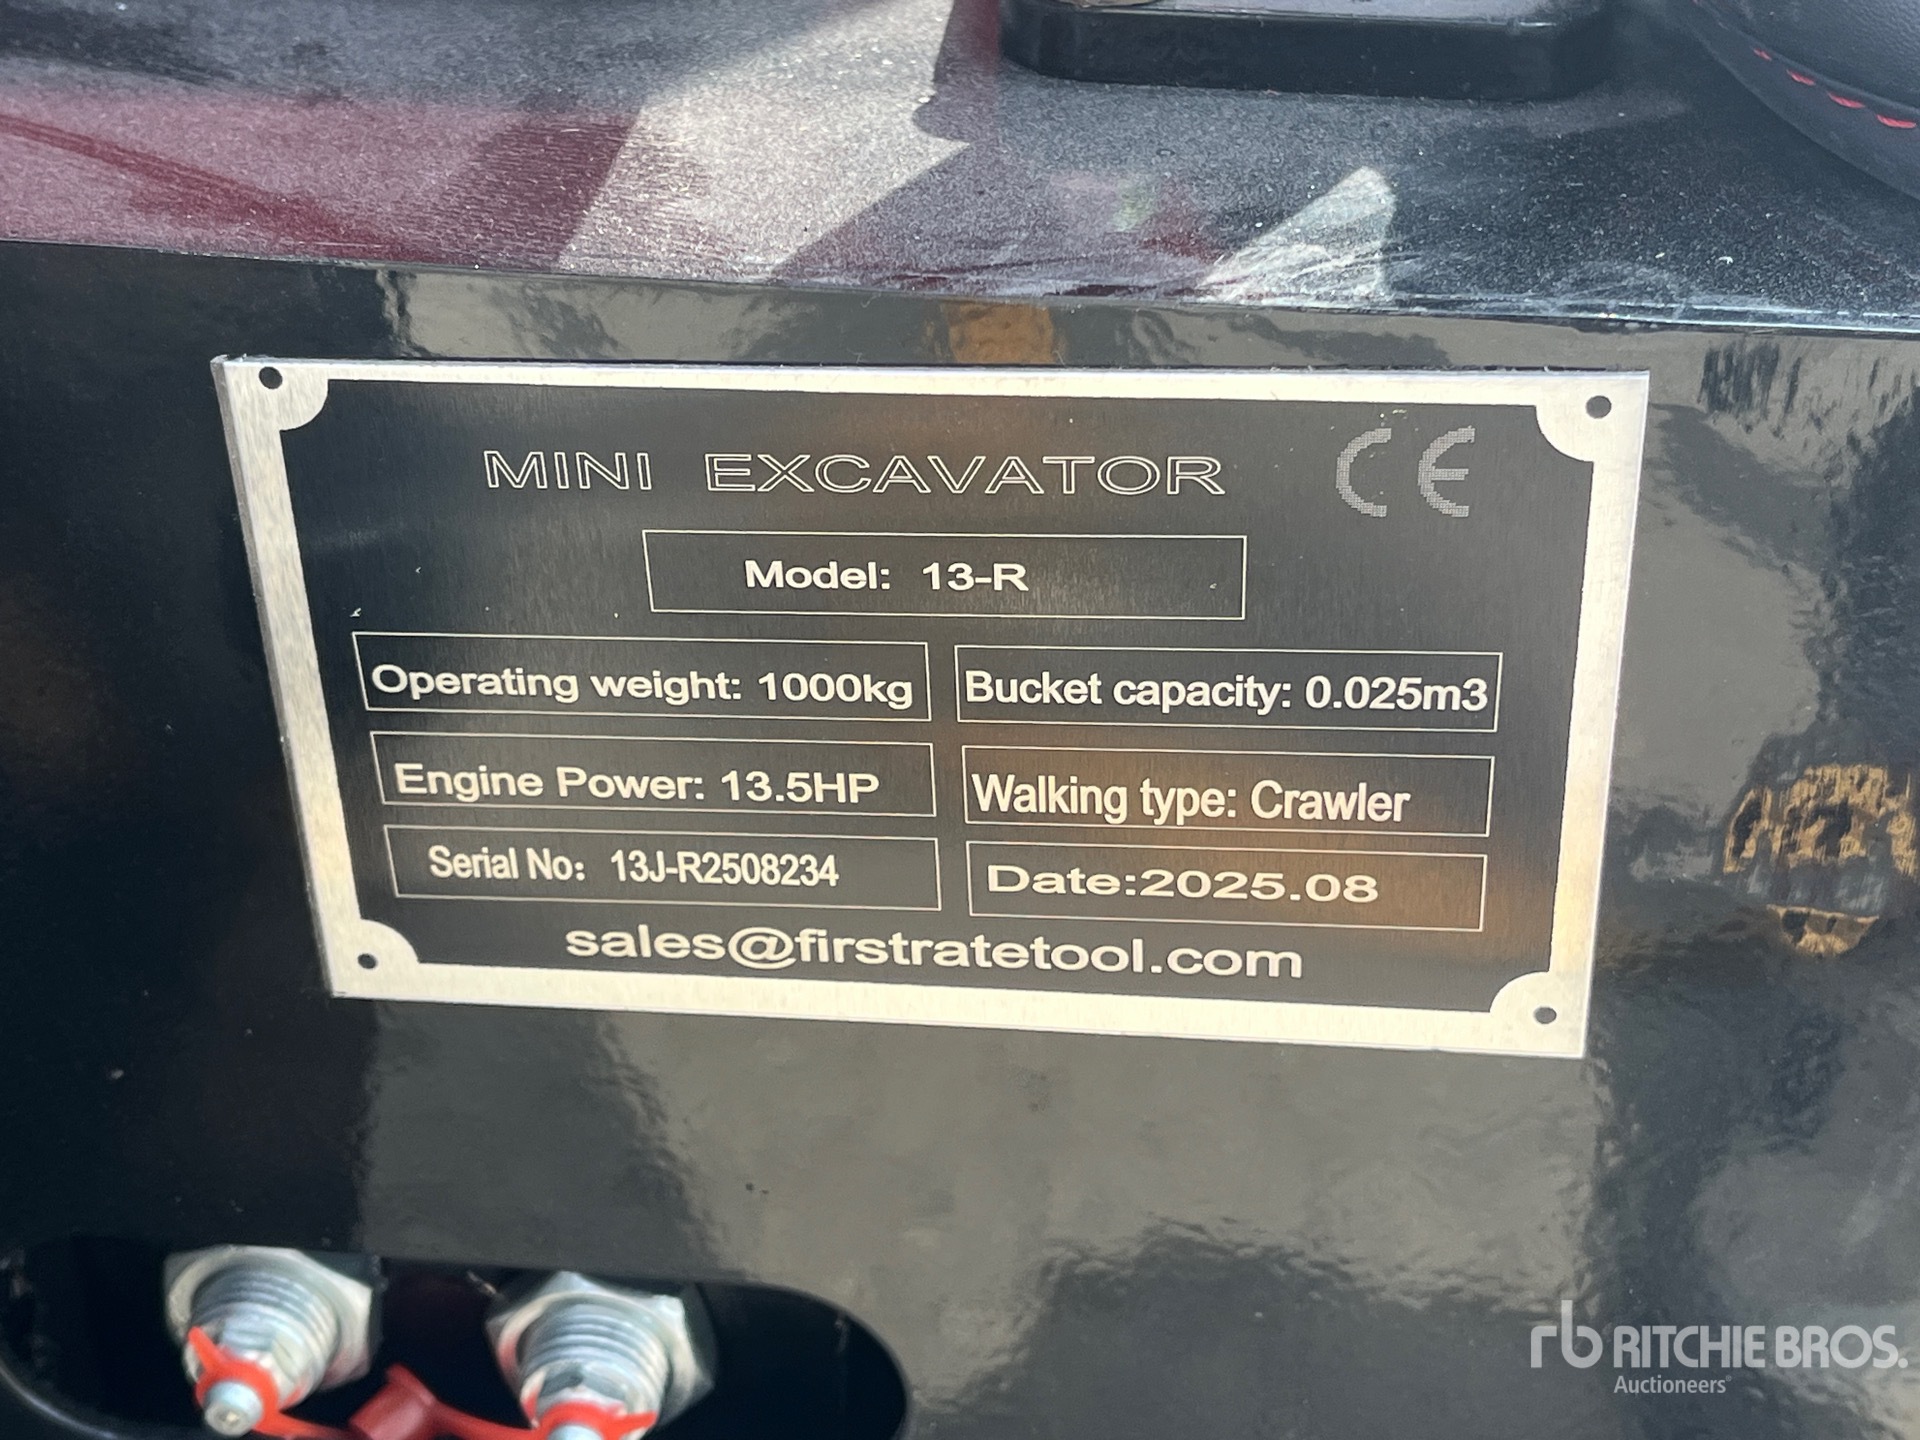 MINI EXCAVATOR CE
Model: 13-R
Operating weight: 1000kg Bucket capacity: 0.025m3
Engine Power: 13.5HP Walking type: Crawler
Serial No: 13J-R2508234 Date:2025.08
sales@firstratetool.com
rb RITCHIE BROS.
Auctioneers